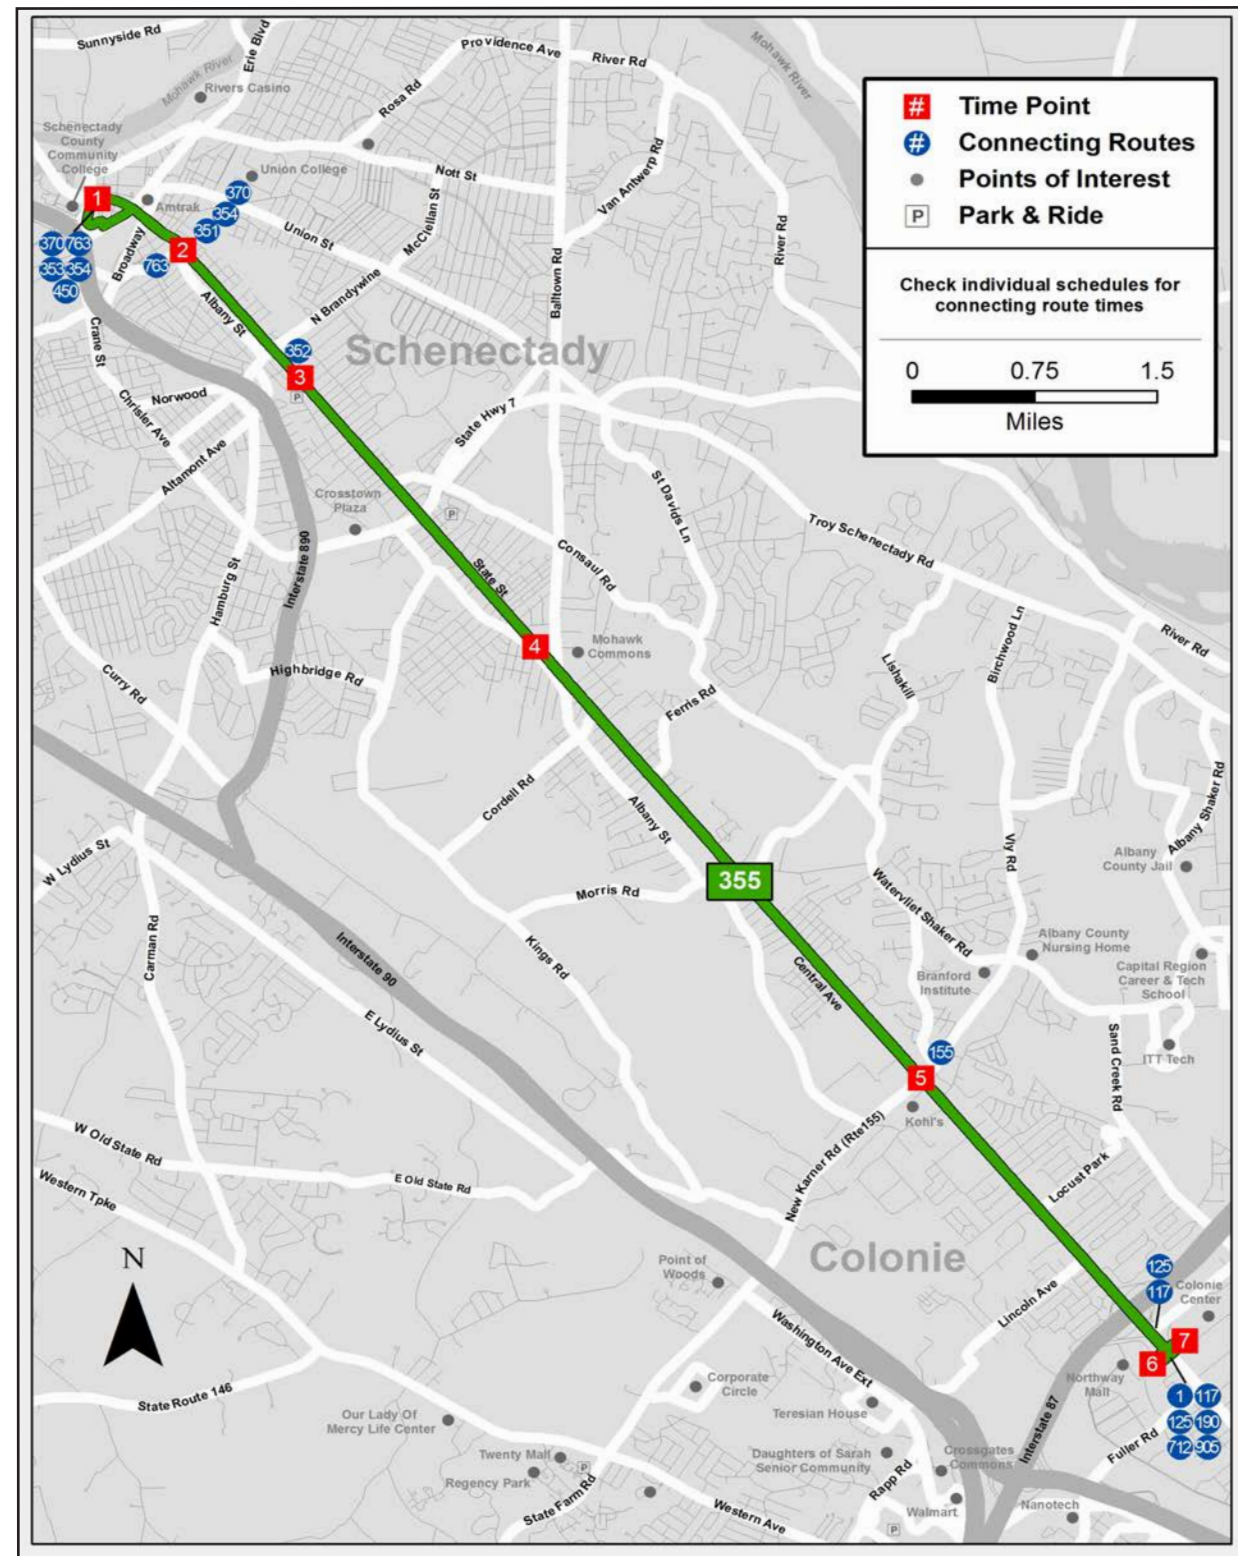 Sunnyside Rd
Erie Blvd
Mohawk River
Rivers Casino
Providence Ave
River Rd
Mohawk River
Rosa Rd
# Time Point
# Connecting Routes
Points of Interest
P Park & Ride
Check individual schedules for
connecting route times
0 0.75 1.5
Miles
Schenectady
County
Community
College
1
Amtrak
Union College
Nott St
Van Antwerp Rd
River Rd
370
354
351
Union St
McClellan St
370 763
353 354
450
Broadway
763
2
Albany St
N Brandywine
Balltown Rd
Crane St
352
3
P
Schenectady
Norwood
Chrisler Ave
Altamont Ave
State Hwy 7
Crosstown
Plaza
P
St Davids Ln
Troy Schenectady Rd
Consaul Rd
State St
Interstate 890
Hamburg St
Birchwood Ln
River Rd
4
Mohawk
Commons
Highbridge Rd
Curry Rd
Lishakill
Ferris Rd
Cordell Rd
Albany St
Albany Shaker Rd
Vly Rd
Albany
County Jail
W Lydius St
355
Morris Rd
Watervliet Shaker Rd
Carman Rd
Interstate 90
Kings Rd
Central Ave
Albany County
Nursing Home
Branford
Institute
Capital Region
Career & Tech
School
E Lydius St
155
5
Kohl's
Sand Creek Rd
ITT Tech
W Old State Rd
E Old State Rd
Western Tpke
New Karner Rd (Rte155)
Locust Park
N
Point of
Woods
Colonie
125
117
Colonie
Center
Lincoln Ave
Washington Ave Ext
7
6
Northway
Mall
State Route 146
Corporate
Circle
Teresian House
1 117
125 190
712 905
Our Lady Of
Mercy Life Center
Interstate 87
Fuller Rd
Twenty Mall
P
Regency Park
Daughters of Sarah
Senior Community
Crossgates
Commons
Rapp Rd
State Farm Rd
Western Ave
Walmart
P
Nanotech